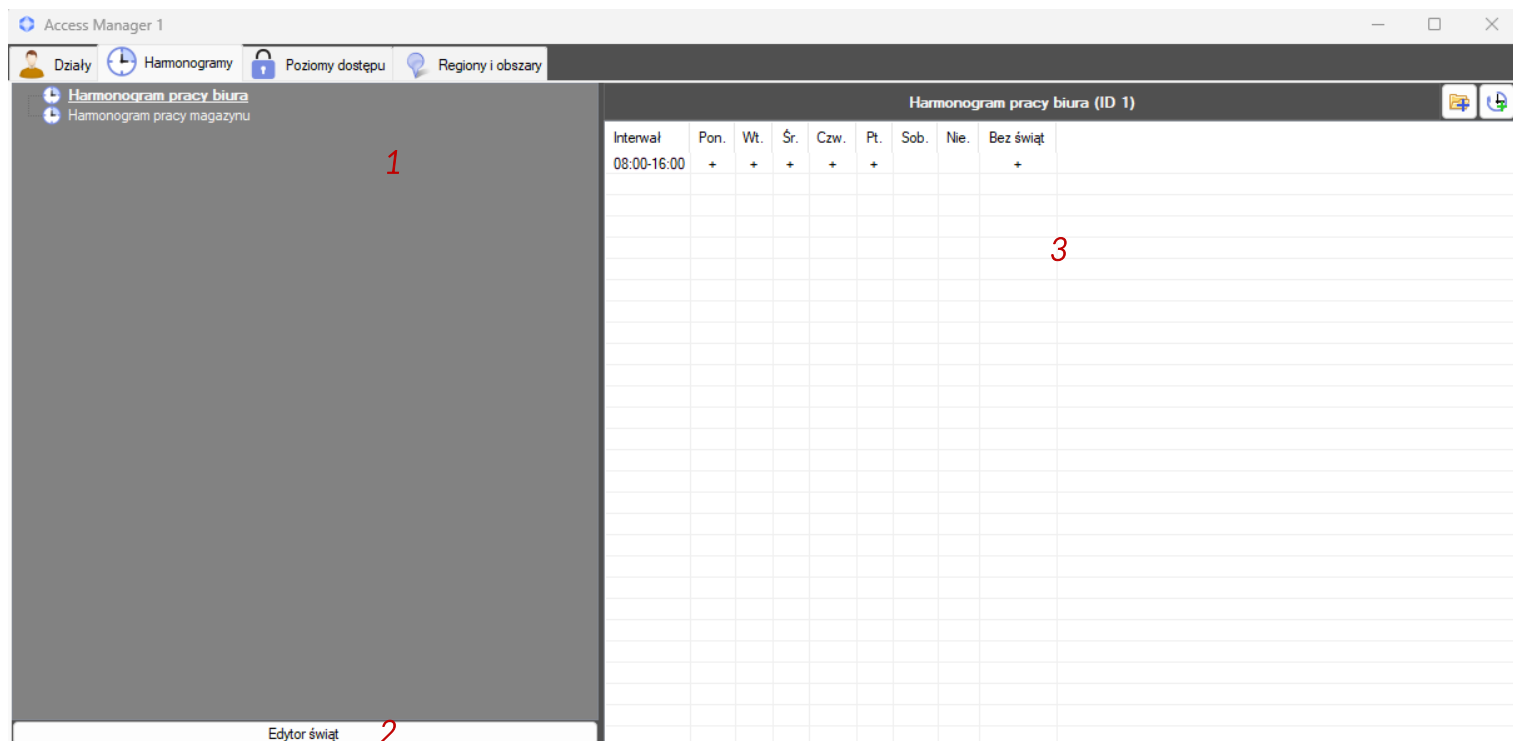 Access Manager 1
Działy Harmonogramy Poziomy dostępu Regiony i obszary
Harmonogram pracy biura
Harmonogram pracy magazynu
1
2
Edytor świąt
Harmonogram pracy biura (ID 1)
Interwał Pon. Wt. Śr. Czw. Pt. Sob. Nie. Bez świąt
08:00-16:00 + + + + + +
3